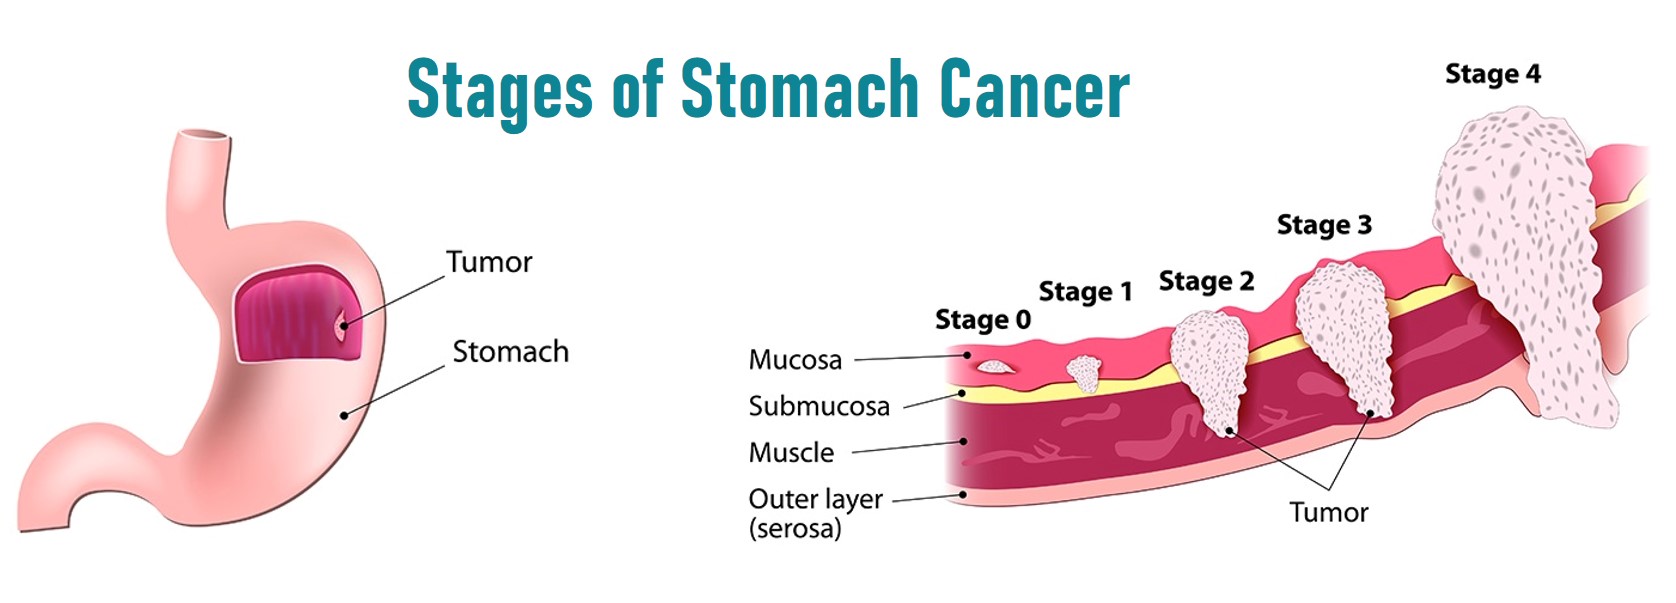 Stages of Stomach Cancer
Tumor
Stomach
Stage 0
Stage 1
Stage 2
Stage 3
Stage 4
Mucosa
Submucosa
Muscle
Outer layer
(serosa)
Tumor